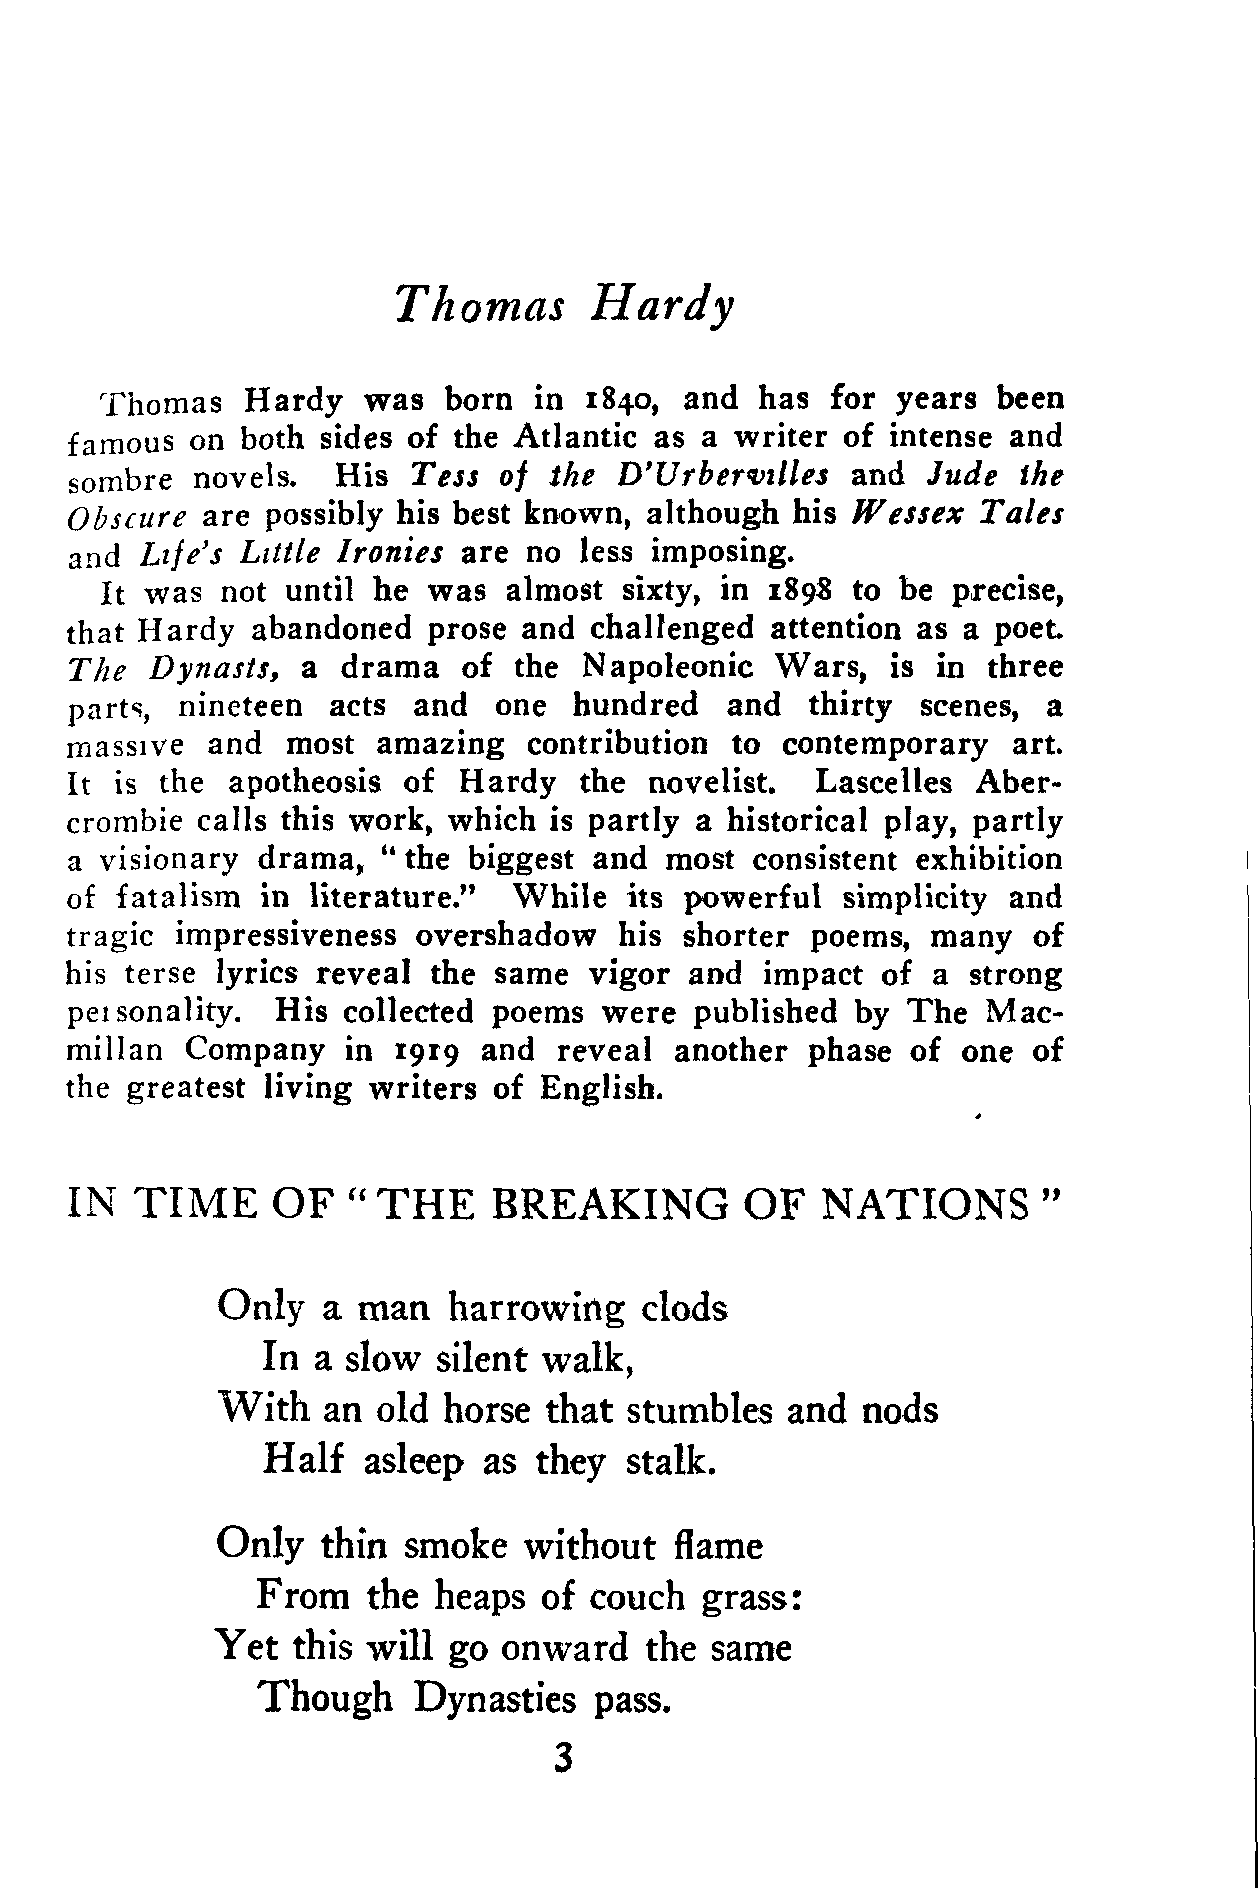 Thomas Hardy
Thomas Hardy was born in 1840, and has for years been
famous on both sides of the Atlantic as a writer of intense and
sombre novels. His Tess of the D'Urbervilles and Jude the
Obscure are possibly his best known, although his Wessex Tales
and Life's Little Ironies are no less imposing.
It was not until he was almost sixty, in 1898 to be precise,
that Hardy abandoned prose and challenged attention as a poet.
The Dynasts, a drama of the Napoleonic Wars, is in three
parts, nineteen acts and one hundred and thirty scenes, a
massive and most amazing contribution to contemporary art.
It is the apotheosis of Hardy the novelist. Lascelles Aber-
crombie calls this work, which is partly a historical play, partly
a visionary drama, "the biggest and most consistent exhibition
of fatalism in literature." While its powerful simplicity and
tragic impressiveness overshadow his shorter poems, many of
his terse lyrics reveal the same vigor and impact of a strong
personality. His collected poems were published by The Mac-
millan Company in 1919 and reveal another phase of one of
the greatest living writers of English.
IN TIME OF "THE BREAKING OF NATIONS"
Only a man harrowing clods
In a slow silent walk,
With an old horse that stumbles and nods
Half asleep as they stalk.
Only thin smoke without flame
From the heaps of couch grass:
Yet this will go onward the same
Though Dynasties pass.
3